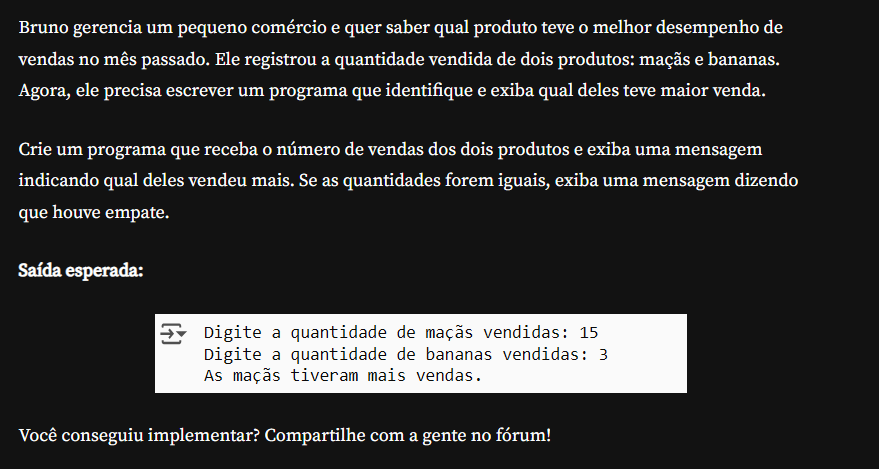 Bruno gerencia um pequeno comércio e quer saber qual produto teve o melhor desempenho de
vendas no mês passado. Ele registrou a quantidade vendida de dois produtos: maçãs e bananas.
Agora, ele precisa escrever um programa que identifique e exiba qual deles teve maior venda.
Crie um programa que receba o número de vendas dos dois produtos e exiba uma mensagem
indicando qual deles vendeu mais. Se as quantidades forem iguais, exiba uma mensagem dizendo
que houve empate.
Saída esperada:
Digite a quantidade de maçãs vendidas: 15
Digite a quantidade de bananas vendidas: 3
As maçãs tiveram mais vendas.
Você conseguiu implementar? Compartilhe com a gente no fórum!